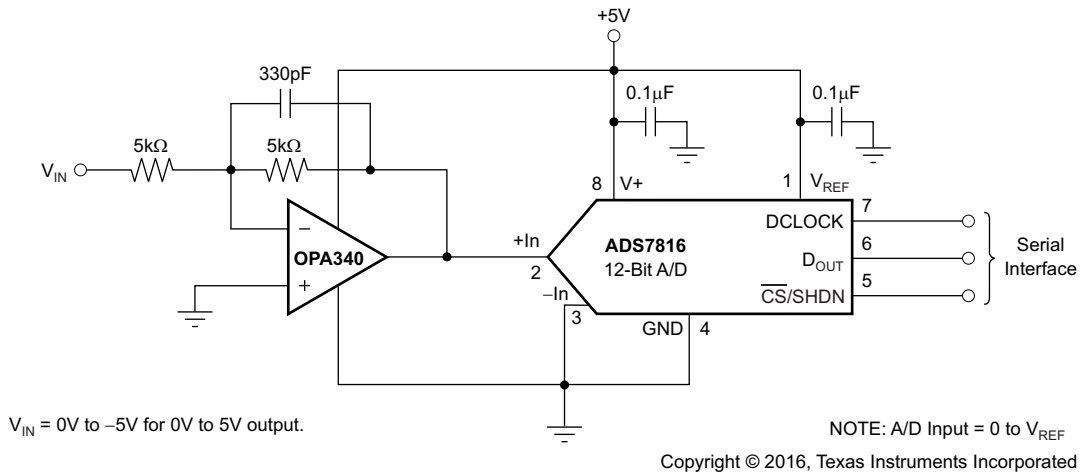 +5V
330pF
0.1µF
0.1µF
5kΩ
5kΩ
V_IN
8 V+
1 V_REF
DCLOCK 7
OPA340
−
+
+In
2
ADS7816
12-Bit A/D
D_OUT 6
Serial
Interface
−In
3
C̅S̅/SHDN 5
GND 4
V_IN = 0V to −5V for 0V to 5V output.
NOTE: A/D Input = 0 to V_REF
Copyright © 2016, Texas Instruments Incorporated